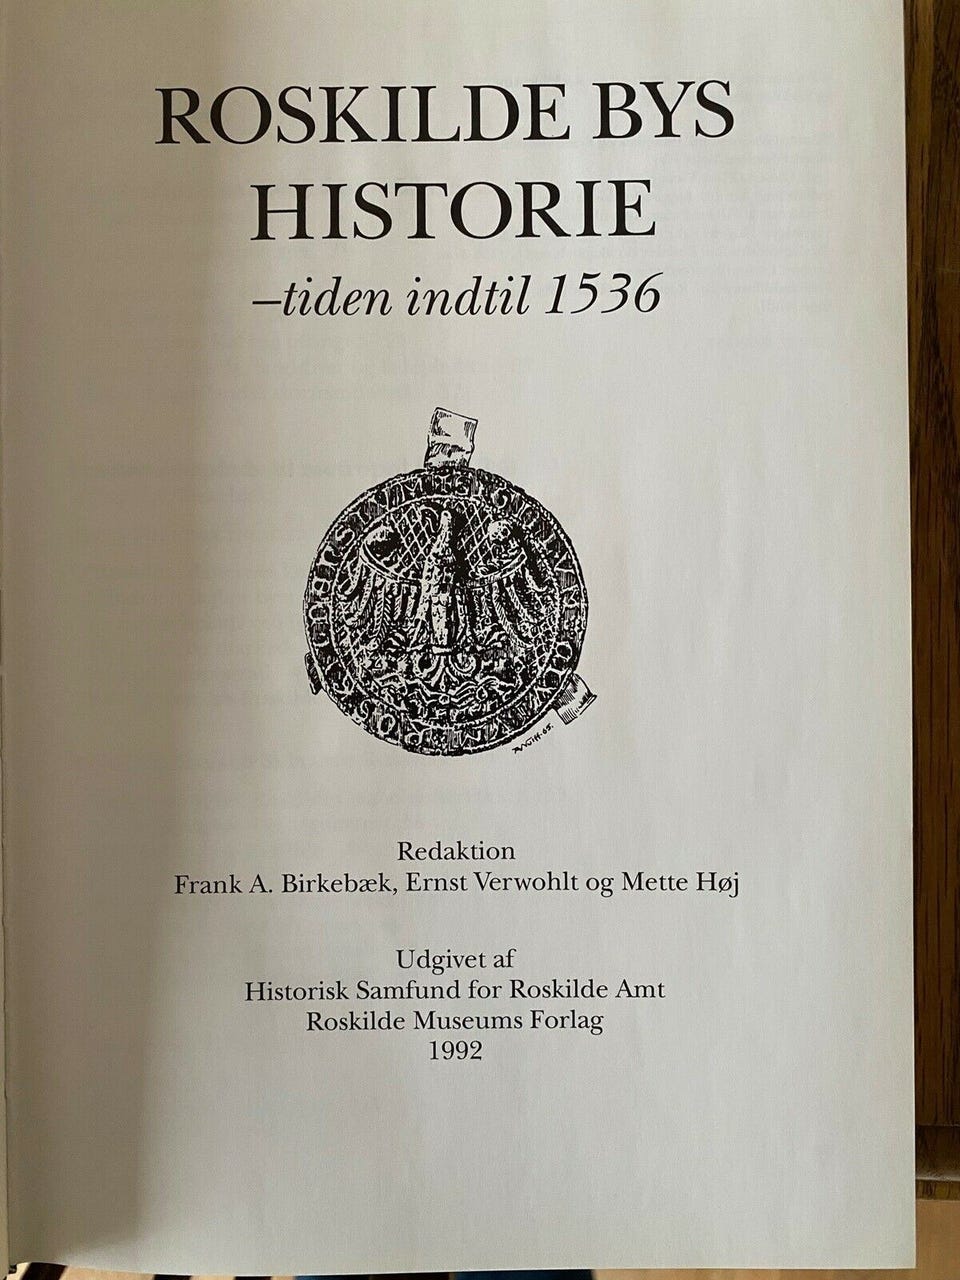 ROSKILDE BYS
HISTORIE
–tiden indtil 1536
Redaktion
Frank A. Birkebæk, Ernst Verwohlt og Mette Høj
Udgivet af
Historisk Samfund for Roskilde Amt
Roskilde Museums Forlag
1992